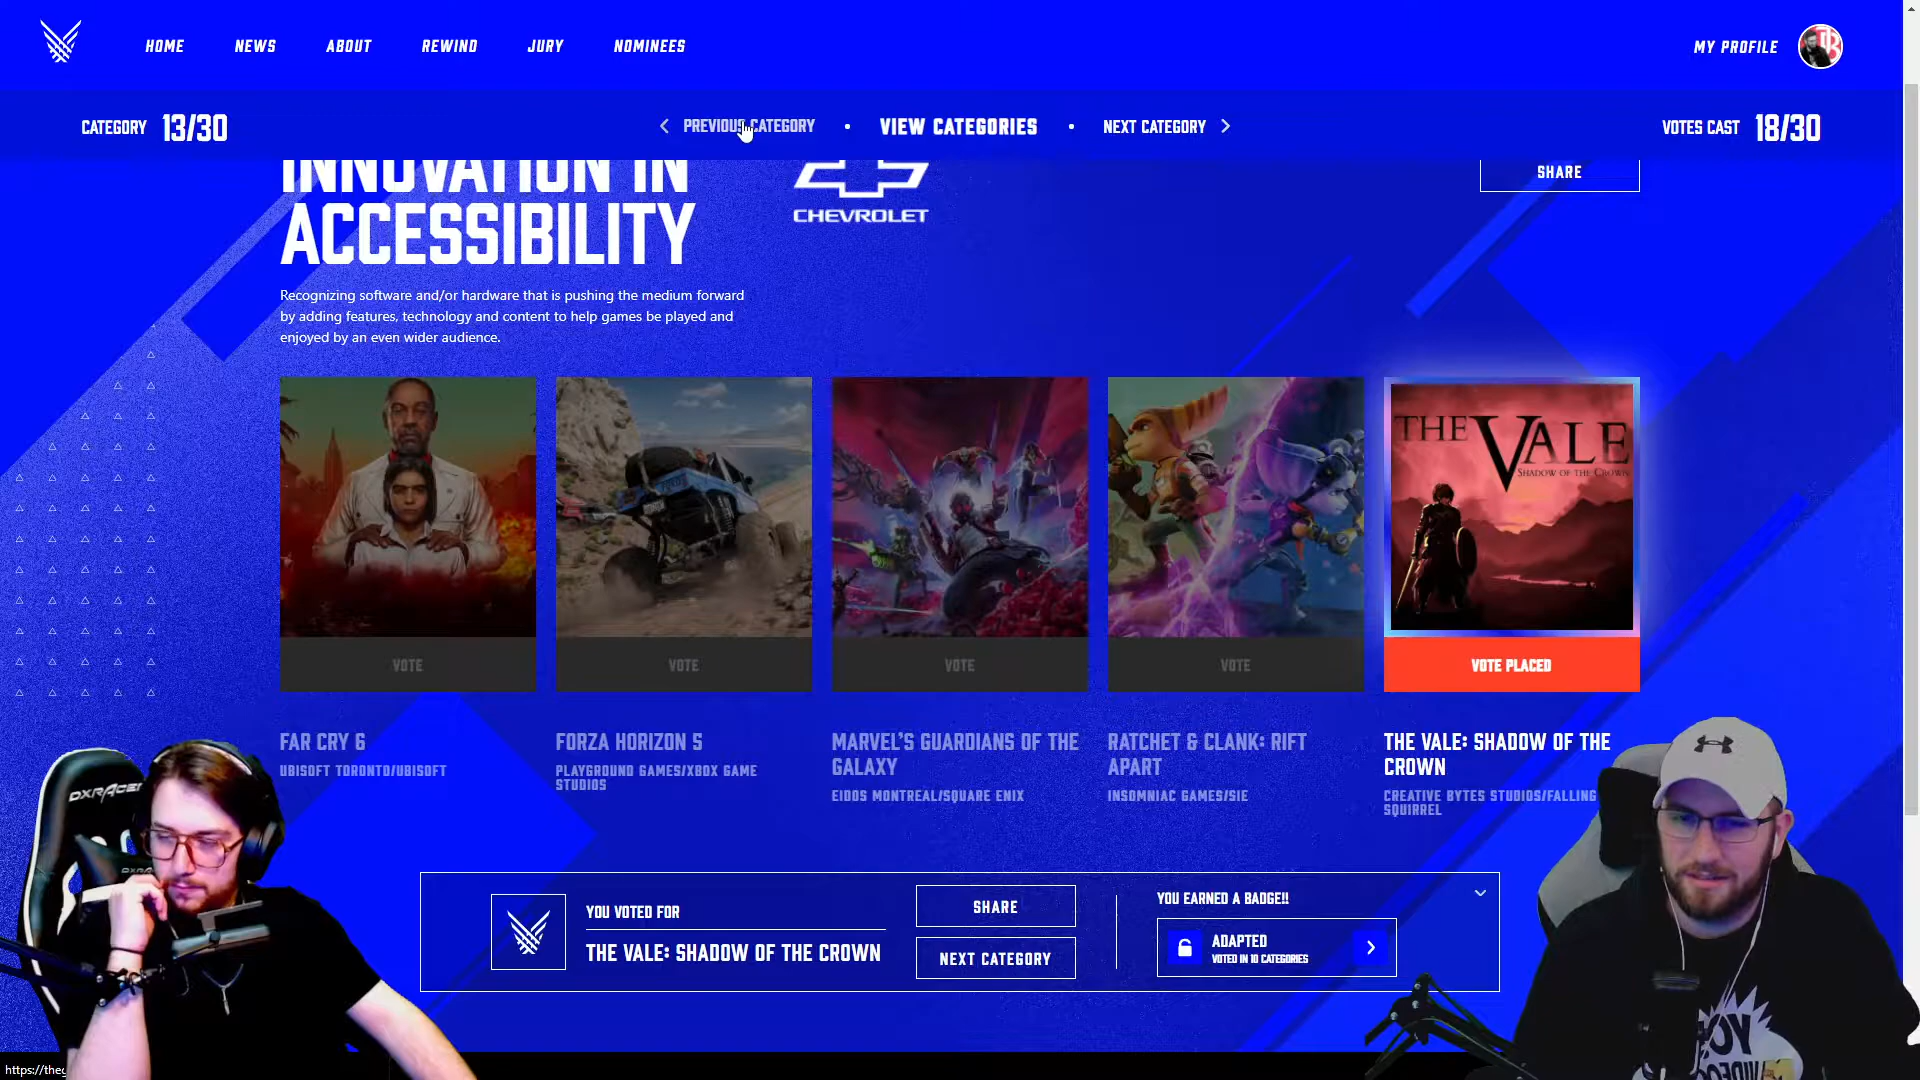 HOME NEWS ABOUT REWIND JURY NOMINEES MY PROFILE
CATEGORY 13/30 PREVIOUS CATEGORY • VIEW CATEGORIES • NEXT CATEGORY VOTES CAST 18/30
INNOVATION IN
ACCESSIBILITY
CHEVROLET
SHARE
Recognizing software and/or hardware that is pushing the medium forward
by adding features, technology and content to help games be played and
enjoyed by an even wider audience.
THE VALE
SHADOW OF THE CROWN
VOTE VOTE VOTE VOTE VOTE PLACED
FAR CRY 6
UBISOFT TORONTO/UBISOFT
FORZA HORIZON 5
PLAYGROUND GAMES/XBOX GAME
STUDIOS
MARVEL'S GUARDIANS OF THE
GALAXY
EIDOS MONTREAL/SQUARE ENIX
RATCHET & CLANK: RIFT
APART
INSOMNIAC GAMES/SIE
THE VALE: SHADOW OF THE
CROWN
CREATIVE BYTES STUDIOS/FALLING
SQUIRREL
DXRACER
YOU VOTED FOR
THE VALE: SHADOW OF THE CROWN
SHARE
NEXT CATEGORY
YOU EARNED A BADGE!!
ADAPTED
VOTED IN 10 CATEGORIES